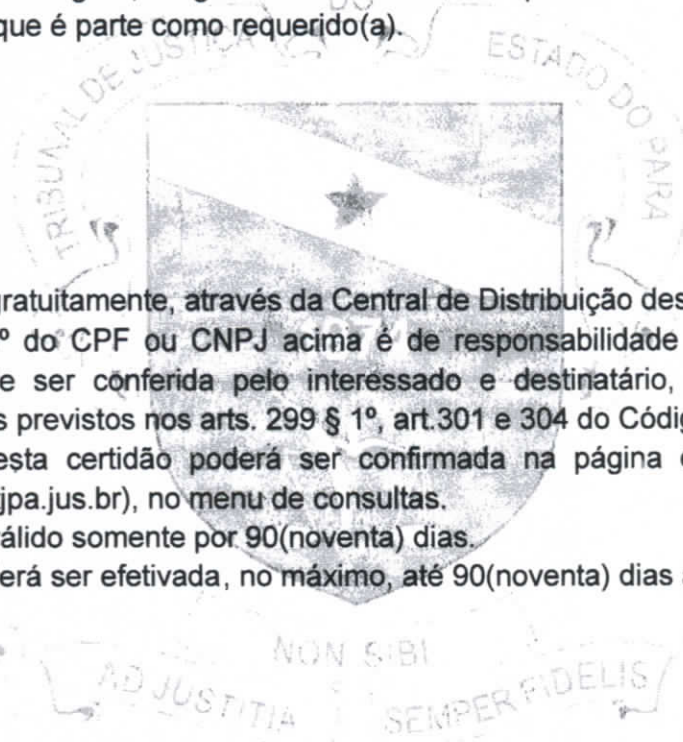 que é parte como requerido(a).
TRIBUNAL DE JUSTIÇA DO ESTADO DO PARÁ
gratuitamente, através da Central de Distribuição des
do CPF ou CNPJ acima é de responsabilidade
e ser conferida pelo interessado e destinatário,
s previstos nos arts. 299 § 1º, art.301 e 304 do Códig
esta certidão poderá ser confirmada na página
jpa.jus.br), no menu de consultas.
álido somente por 90(noventa) dias.
erá ser efetivada, no máximo, até 90(noventa) dias
NON SIBI
AD JUSTITIA SEMPER FIDELIS